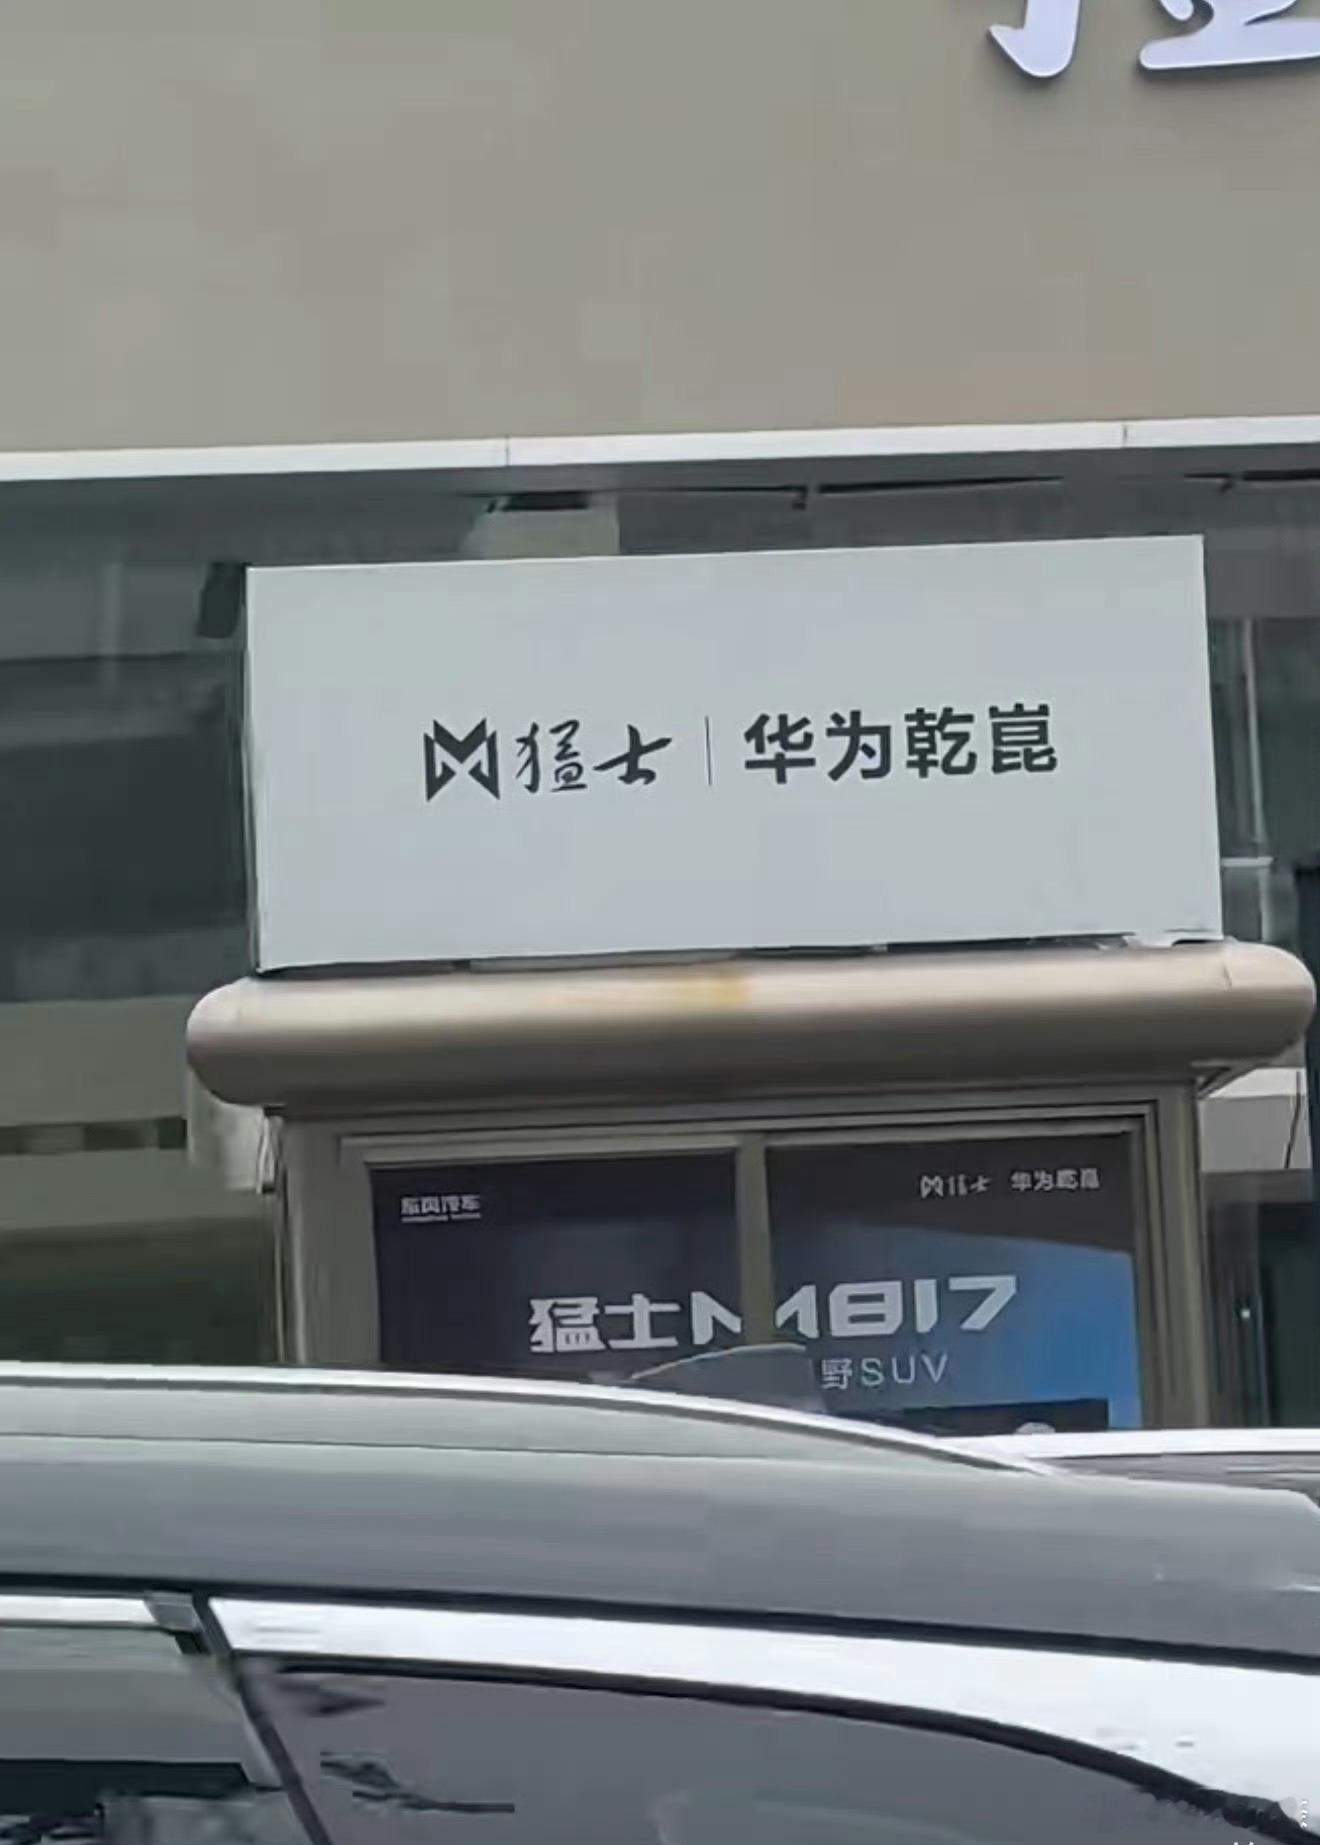 猛士 | 华为乾崑
东风汽车
猛士 华为乾崑
猛士M817
野SUV